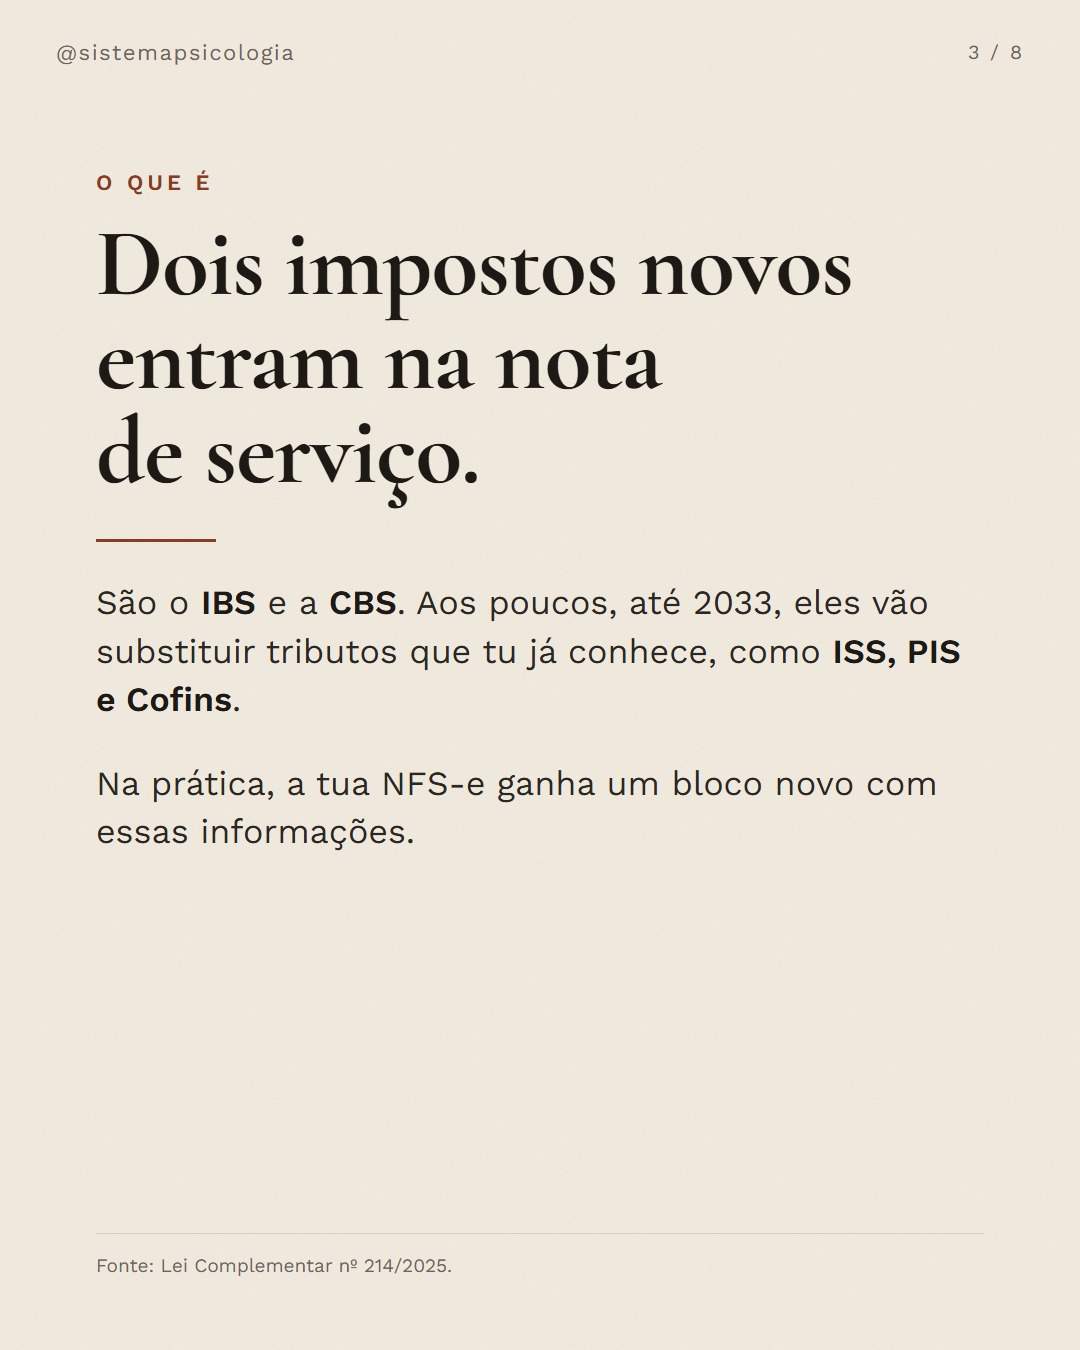 @sistemapsicologia
3 / 8
O QUE É
Dois impostos novos
entram na nota
de serviço.
São o IBS e a CBS. Aos poucos, até 2033, eles vão
substituir tributos que tu já conhece, como ISS, PIS
e Cofins.
Na prática, a tua NFS-e ganha um bloco novo com
essas informações.
Fonte: Lei Complementar nº 214/2025.